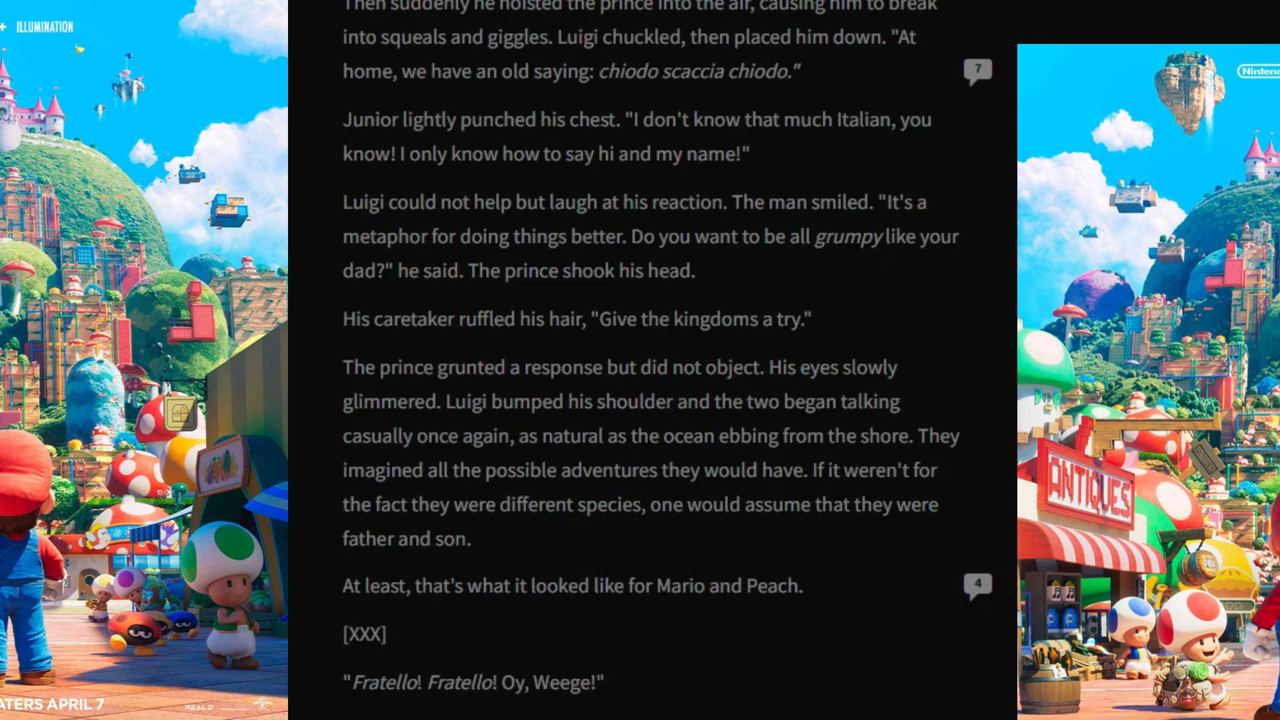 ILLUMINATION
Then suddenly he hoisted the prince into the air, causing him to break
into squeals and giggles. Luigi chuckled, then placed him down. "At
home, we have an old saying: chiodo scaccia chiodo."
7
Junior lightly punched his chest. "I don't know that much Italian, you
know! I only know how to say hi and my name!"
Luigi could not help but laugh at his reaction. The man smiled. "It's a
metaphor for doing things better. Do you want to be all grumpy like your
dad?" he said. The prince shook his head.
His caretaker ruffled his hair, "Give the kingdoms a try."
The prince grunted a response but did not object. His eyes slowly
glimmered. Luigi bumped his shoulder and the two began talking
casually once again, as natural as the ocean ebbing from the shore. They
imagined all the possible adventures they would have. If it weren't for
the fact they were different species, one would assume that they were
father and son.
At least, that's what it looked like for Mario and Peach.
4
[XXX]
"Fratello! Fratello! Oy, Weege!"
ATERS APRIL 7
REALD
Ninten
ANTIQUES